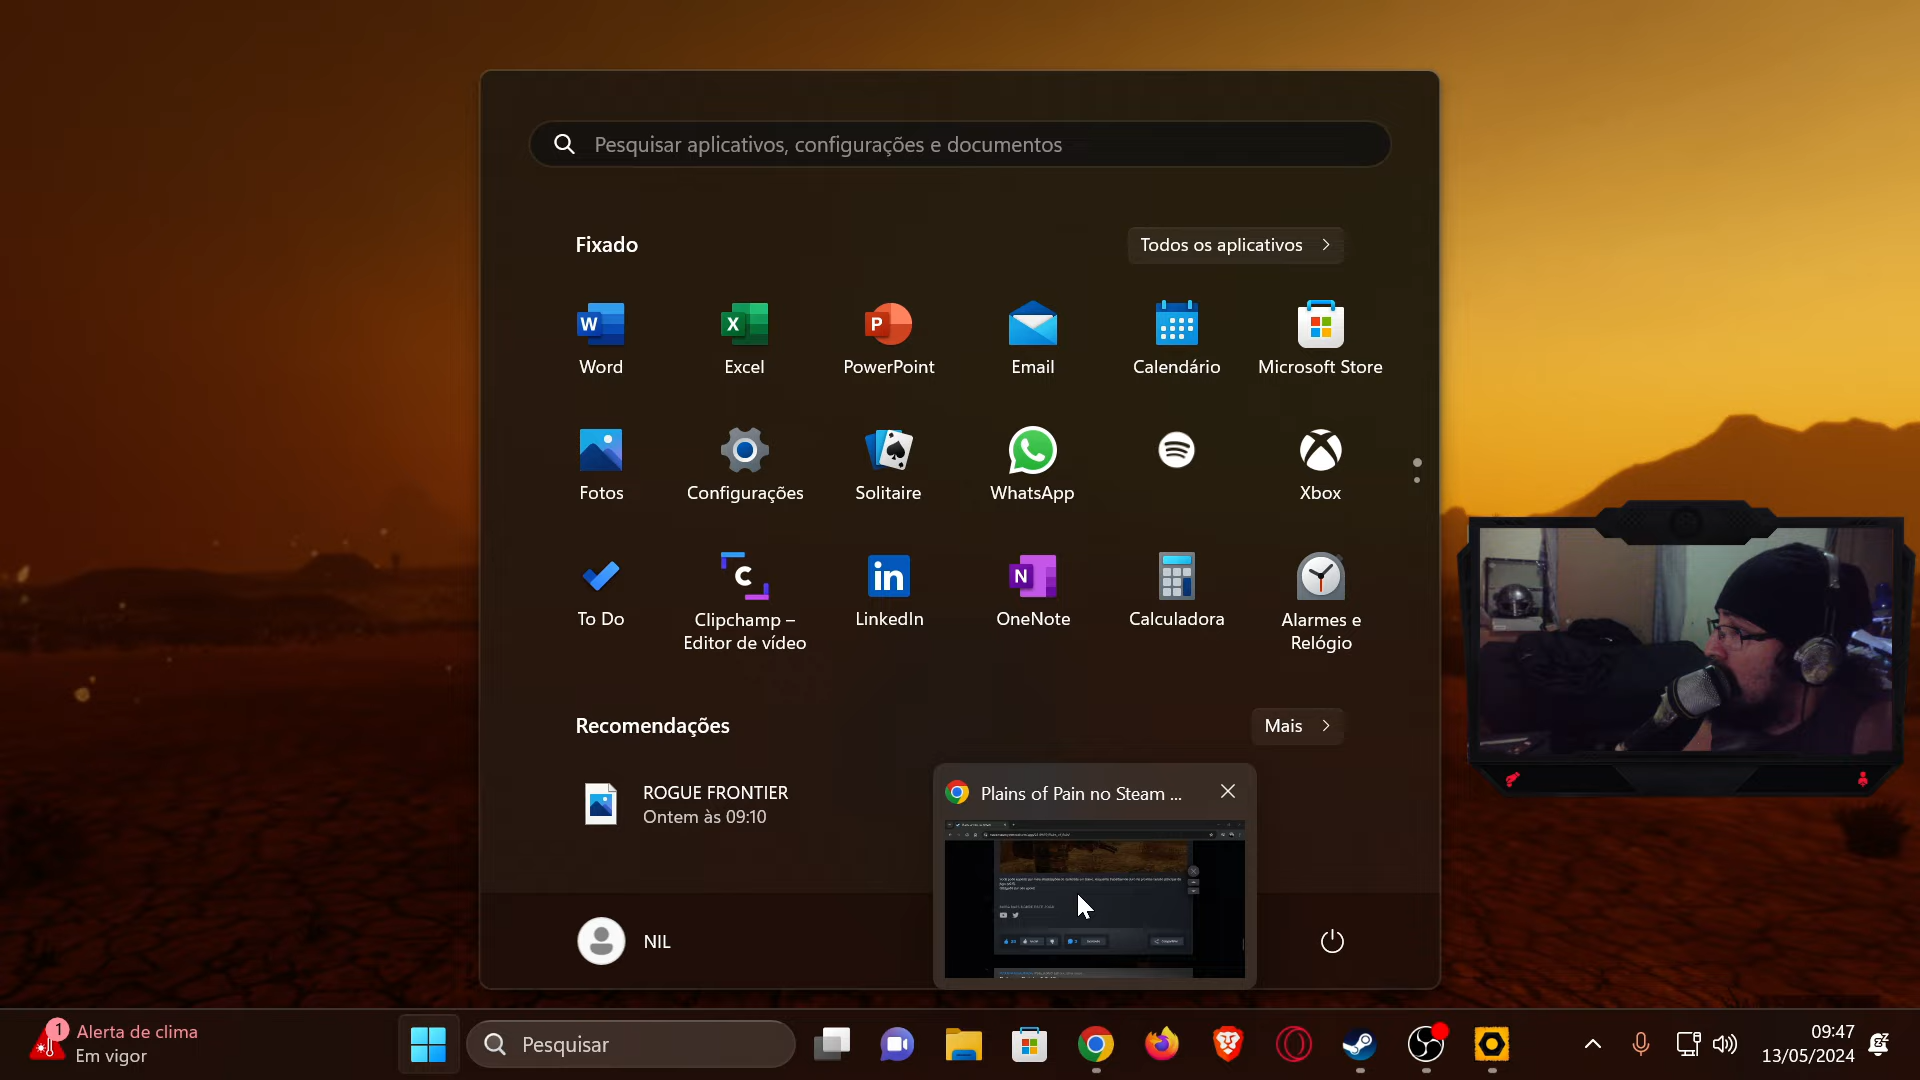 Pesquisar aplicativos, configurações e documentos
Fixado
Todos os aplicativos
Word
Excel
PowerPoint
Email
Calendário
Microsoft Store
Fotos
Configurações
Solitaire
WhatsApp
Xbox
To Do
Clipchamp –
Editor de vídeo
LinkedIn
OneNote
Calculadora
Alarmes e
Relógio
Recomendações
Mais
ROGUE FRONTIER
Ontem às 09:10
Plains of Pain no Steam ...
NIL
1
Alerta de clima
Em vigor
Pesquisar
09:47
13/05/2024